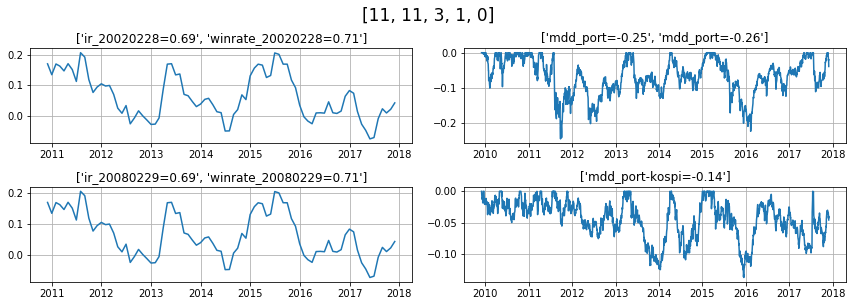 [11, 11, 3, 1, 0]
['ir_20020228=0.69', 'winrate_20020228=0.71']
0.2
0.1
0.0
2011 2012 2013 2014 2015 2016 2017 2018
['mdd_port=-0.25', 'mdd_port=-0.26']
0.0
−0.1
−0.2
2010 2011 2012 2013 2014 2015 2016 2017 2018
['ir_20080229=0.69', 'winrate_20080229=0.71']
0.2
0.1
0.0
2011 2012 2013 2014 2015 2016 2017 2018
['mdd_port-kospi=-0.14']
0.00
−0.05
−0.10
2010 2011 2012 2013 2014 2015 2016 2017 2018